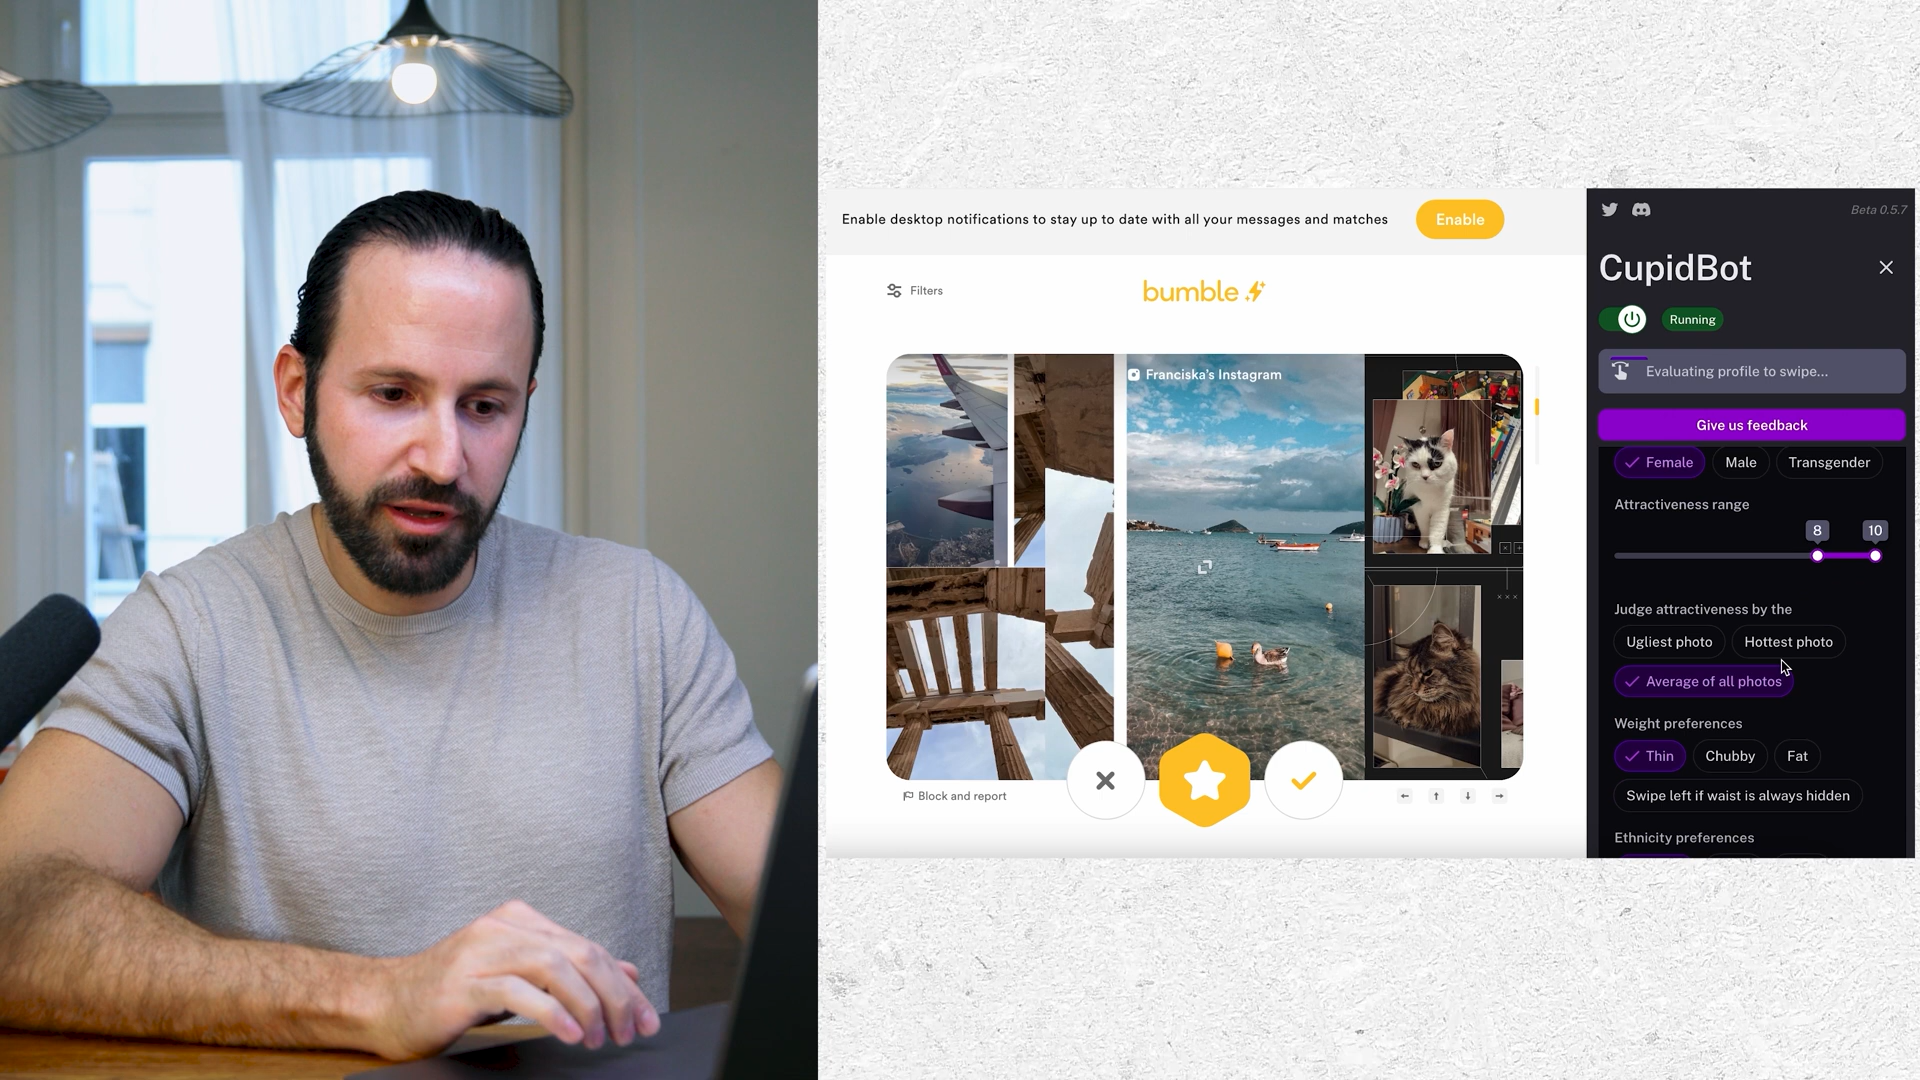 Enable desktop notifications to stay up to date with all your messages and matches
Enable
Filters
bumble
Franciska's Instagram
Block and report
Beta 0.5.7
CupidBot
Running
Evaluating profile to swipe...
Give us feedback
Female Male Transgender
Attractiveness range
8 10
Judge attractiveness by the
Ugliest photo Hottest photo
Average of all photos
Weight preferences
Thin Chubby Fat
Swipe left if waist is always hidden
Ethnicity preferences